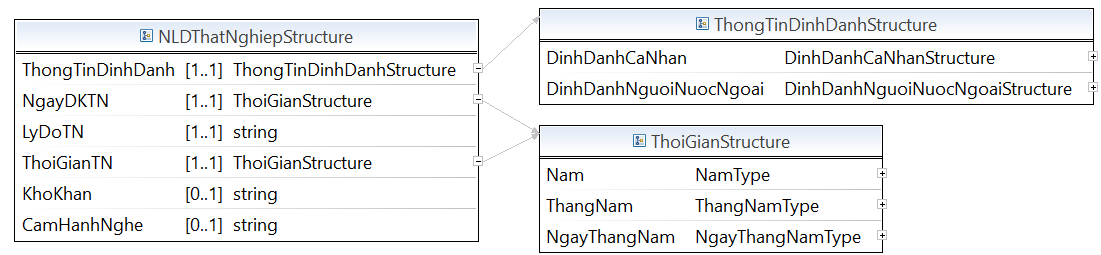 NLDThatNghiepStructure
ThongTinDinhDanh [1..1] ThongTinDinhDanhStructure
NgayDKTN [1..1] ThoiGianStructure
LyDoTN [1..1] string
ThoiGianTN [1..1] ThoiGianStructure
KhoKhan [0..1] string
CamHanhNghe [0..1] string
ThongTinDinhDanhStructure
DinhDanhCaNhan DinhDanhCaNhanStructure
DinhDanhNguoiNuocNgoai DinhDanhNguoiNuocNgoaiStructure
ThoiGianStructure
Nam NamType
ThangNam ThangNamType
NgayThangNam NgayThangNamType